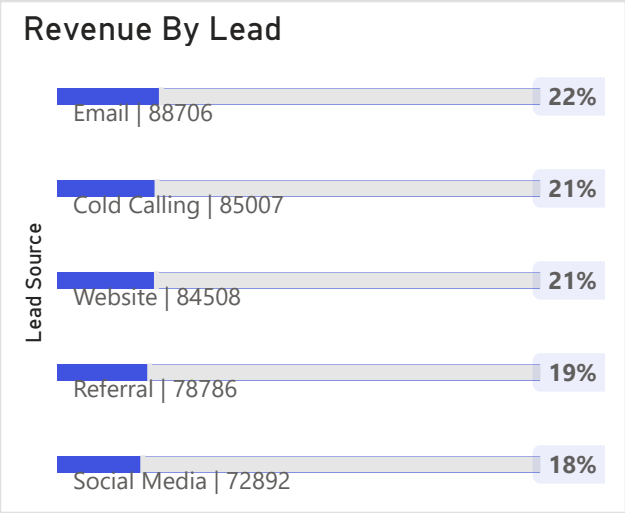 Revenue By Lead
22%
Email | 88706
21%
Cold Calling | 85007
21%
Website | 84508
19%
Referral | 78786
18%
Social Media | 72892
Lead Source